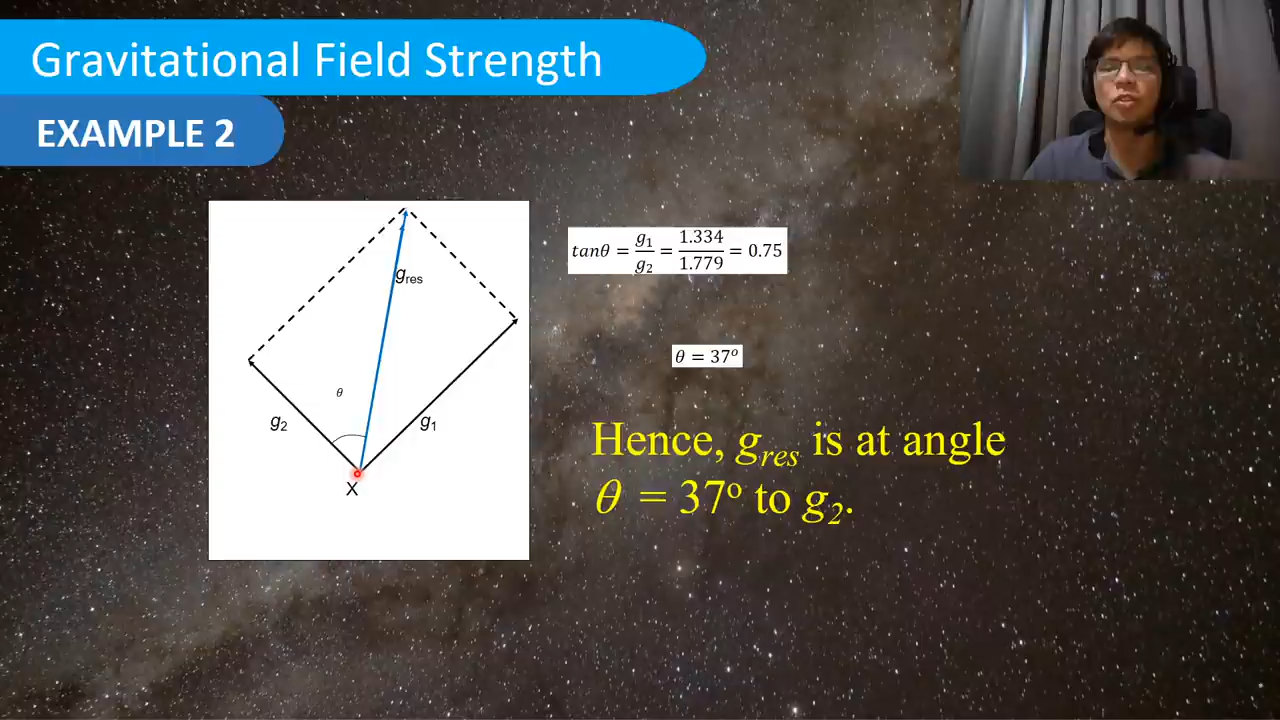 Gravitational Field Strength
EXAMPLE 2
g_res
θ
g₂
g₁
X
tanθ = g₁/g₂ = 1.334/1.779 = 0.75
θ = 37°
Hence, g_res is at angle
θ = 37° to g₂.